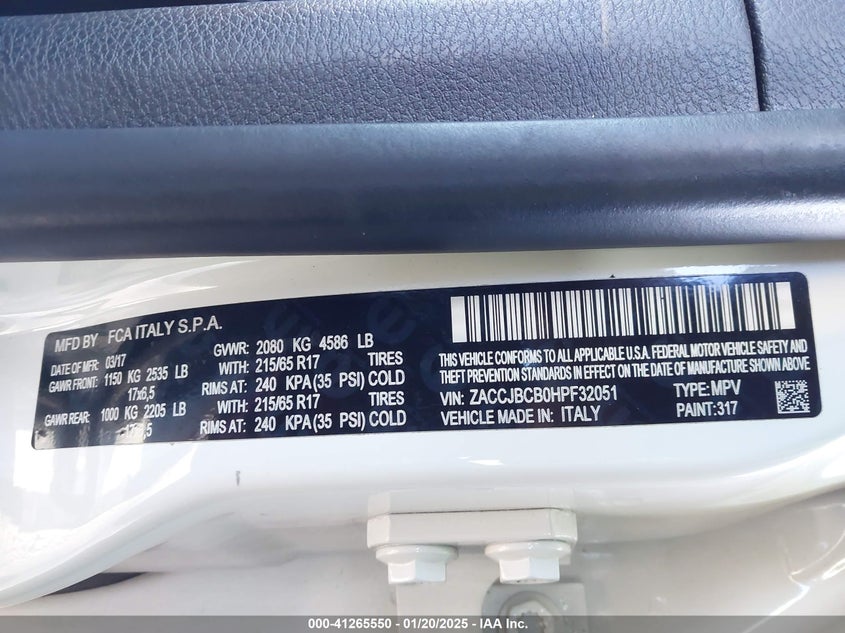 MFD BY FCA ITALY S.P.A.
DATE OF MFR: 03/17 GVWR: 2080 KG 4586 LB
GAWR FRONT: 1150 KG 2535 LB WITH: 215/65 R17 TIRES
17x6,5 RIMS AT: 240 KPA(35 PSI) COLD
GAWR REAR: 1000 KG 2205 LB WITH: 215/65 R17 TIRES
RIMS AT: 240 KPA(35 PSI) COLD
THIS VEHICLE CONFORMS TO ALL APPLICABLE U.S.A. FEDERAL MOTOR VEHICLE SAFETY AND
THEFT PREVENTION STANDARDS IN EFFECT ON THE DATE OF MANUFACTURE SHOWN ABOVE
VIN: ZACCJBCB0HPF32051 TYPE: MPV
VEHICLE MADE IN: ITALY PAINT: 317
000-41265550 - 01/20/2025 - IAA Inc.